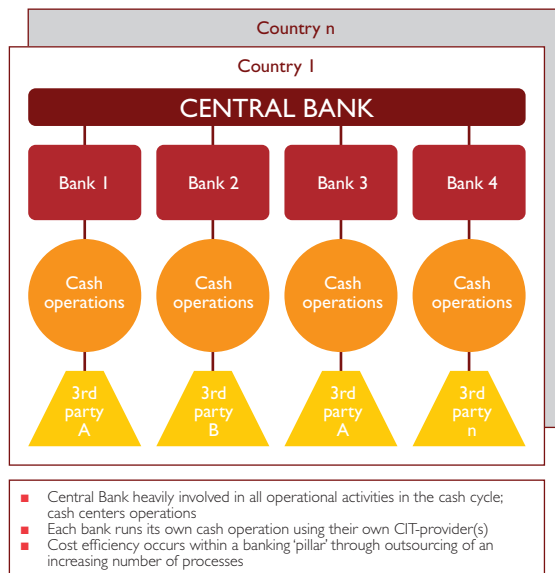 Country n
Country 1
CENTRAL BANK
Bank 1 Bank 2 Bank 3 Bank 4
Cash Cash Cash Cash
operations operations operations operations
3rd 3rd 3rd 3rd
party party party party
A B A n
■ Central Bank heavily involved in all operational activities in the cash cycle;
cash centers operations
■ Each bank runs its own cash operation using their own CIT-provider(s)
■ Cost efficiency occurs within a banking ‘pillar’ through outsourcing of an
increasing number of processes